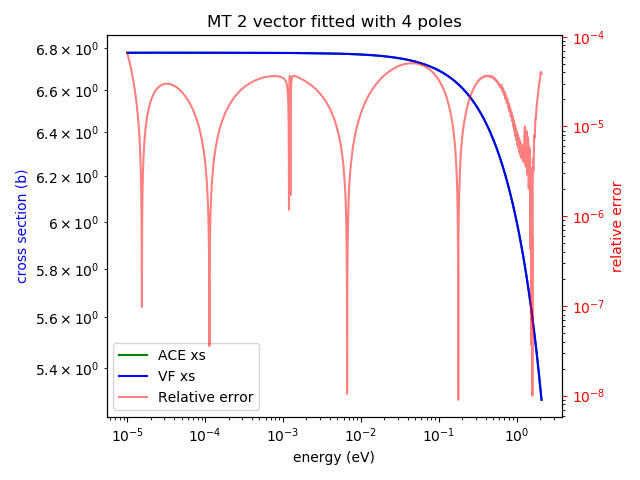 MT 2 vector fitted with 4 poles
6.8 × 10⁰
6.6 × 10⁰
6.4 × 10⁰
6.2 × 10⁰
6 × 10⁰
5.8 × 10⁰
5.6 × 10⁰
5.4 × 10⁰
cross section (b)
10⁻⁴
10⁻⁵
10⁻⁶
10⁻⁷
10⁻⁸
relative error
ACE xs
VF xs
Relative error
10⁻⁵ 10⁻⁴ 10⁻³ 10⁻² 10⁻¹ 10⁰
energy (eV)